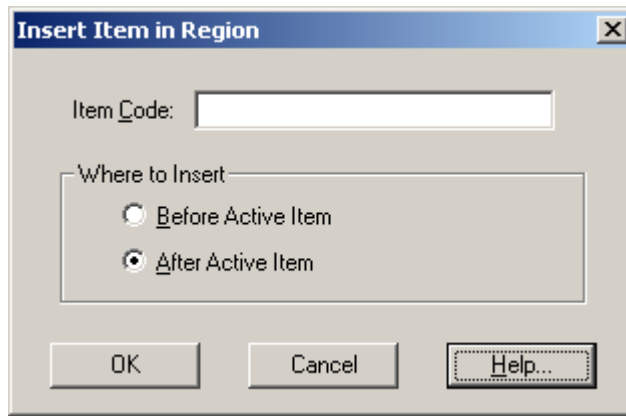 Insert Item in Region
Item Code:
Where to Insert
Before Active Item
After Active Item
OK Cancel Help...